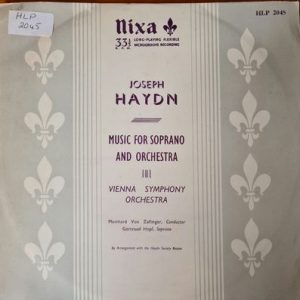 HLP
2045
nixa
33⅓
LONG-PLAYING FLEXIBLE
MICROGROOVE RECORDING
HLP 2045
JOSEPH
HAYDN
MUSIC FOR SOPRANO
AND ORCHESTRA
(II)
VIENNA SYMPHONY
ORCHESTRA
Meinhard Von Zallinger, Conductor
Gertraud Hopf, Soprano
By Arrangement with the Haydn Society Boston